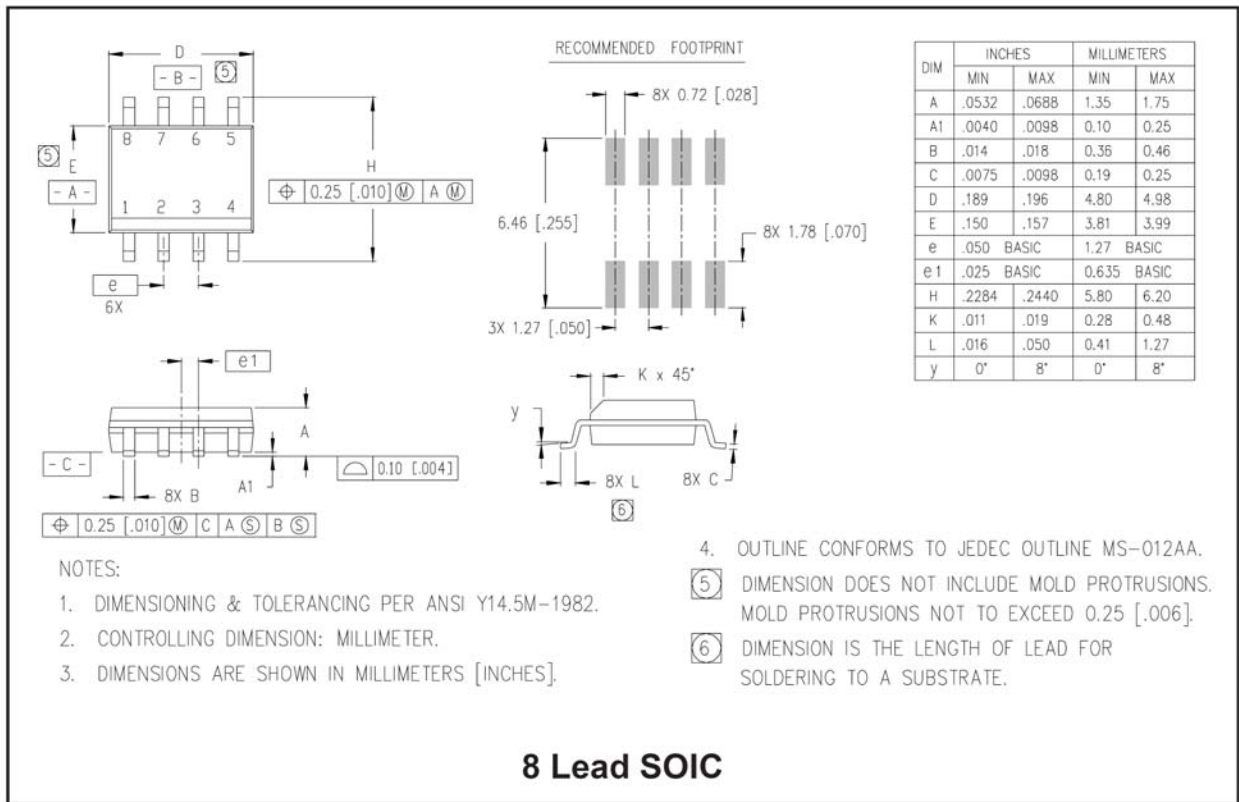 D
- B -
5
8 7 6 5
5
E
- A -
H
⌖ 0.25 [.010] Ⓜ A Ⓜ
1 2 3 4
e
6X
RECOMMENDED FOOTPRINT
8X 0.72 [.028]
6.46 [.255]
8X 1.78 [.070]
3X 1.27 [.050]
DIM INCHES MILLIMETERS
MIN MAX MIN MAX
A .0532 .0688 1.35 1.75
A1 .0040 .0098 0.10 0.25
B .014 .018 0.36 0.46
C .0075 .0098 0.19 0.25
D .189 .196 4.80 4.98
E .150 .157 3.81 3.99
e .050 BASIC 1.27 BASIC
e1 .025 BASIC 0.635 BASIC
H .2284 .2440 5.80 6.20
K .011 .019 0.28 0.48
L .016 .050 0.41 1.27
y 0° 8° 0° 8°
e1
A
- C -
8X B
A1
⌓ 0.10 [.004]
⌖ 0.25 [.010] Ⓜ C A Ⓢ B Ⓢ
K x 45°
y
8X L
8X C
6
NOTES:
1. DIMENSIONING & TOLERANCING PER ANSI Y14.5M-1982.
2. CONTROLLING DIMENSION: MILLIMETER.
3. DIMENSIONS ARE SHOWN IN MILLIMETERS [INCHES].
4. OUTLINE CONFORMS TO JEDEC OUTLINE MS-012AA.
5 DIMENSION DOES NOT INCLUDE MOLD PROTRUSIONS.
MOLD PROTRUSIONS NOT TO EXCEED 0.25 [.006].
6 DIMENSION IS THE LENGTH OF LEAD FOR
SOLDERING TO A SUBSTRATE.
8 Lead SOIC